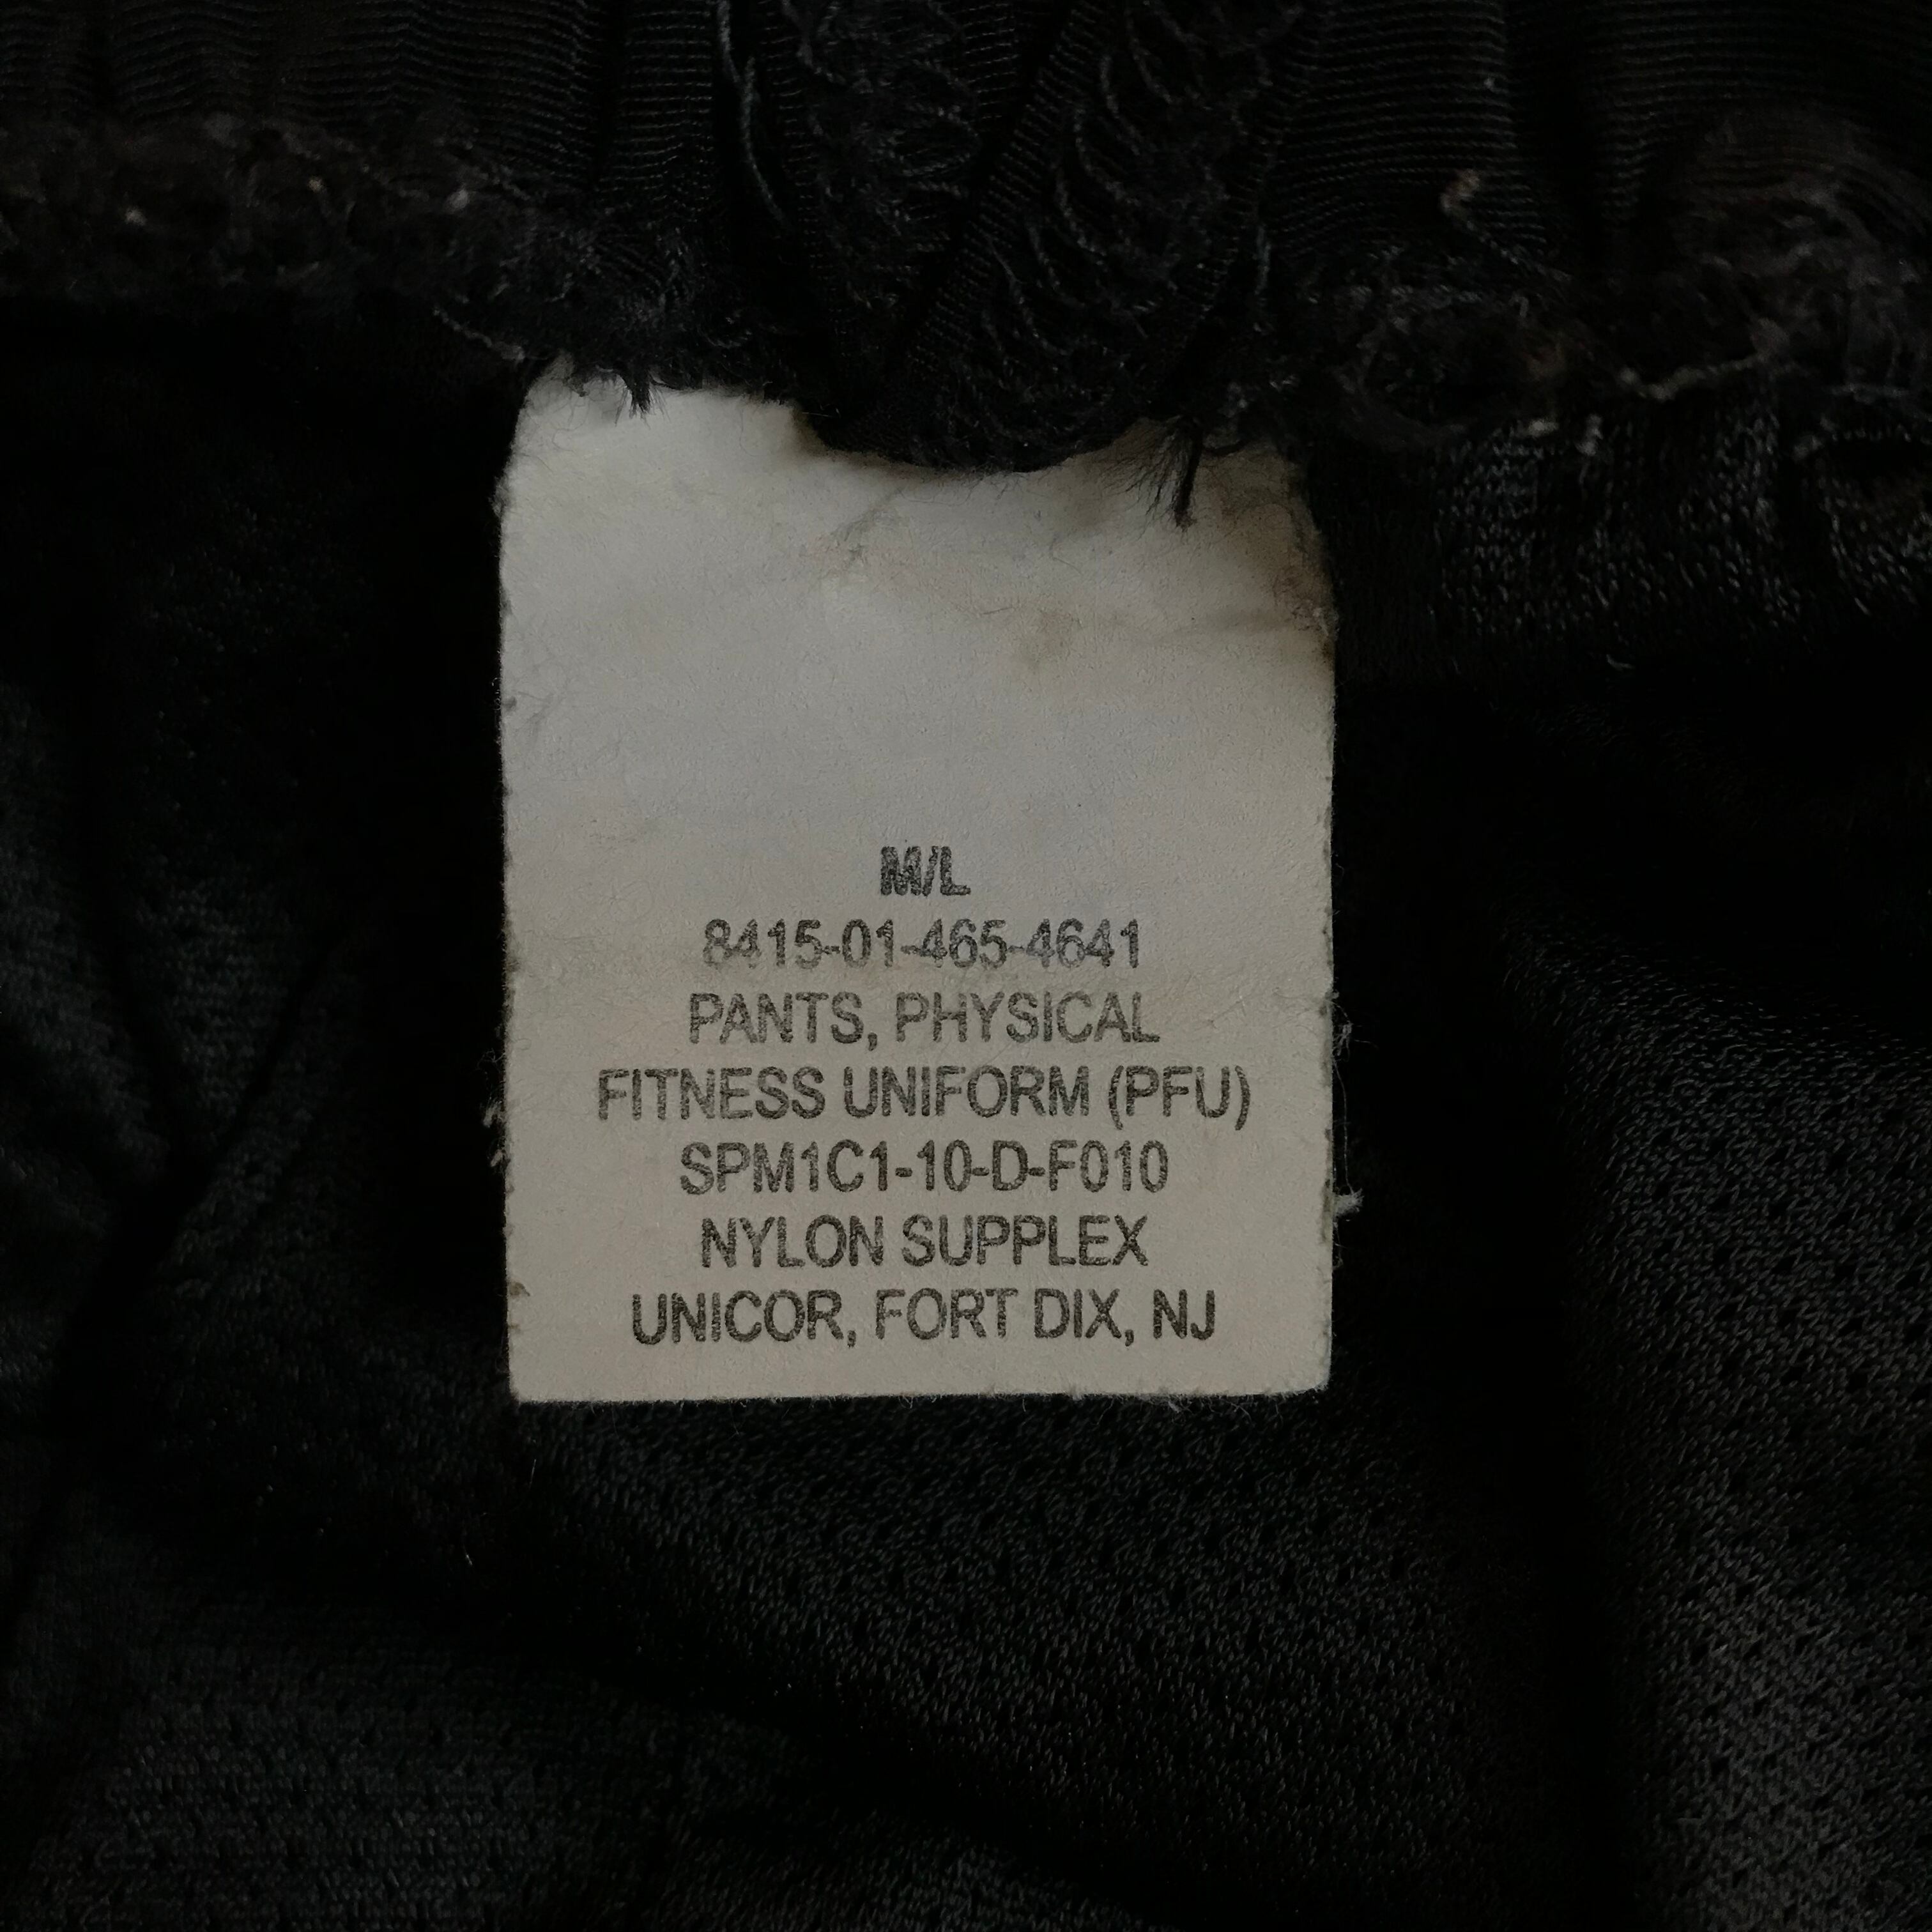 M/L
8415-01-465-4641
PANTS, PHYSICAL
FITNESS UNIFORM (PFU)
SPM1C1-10-D-F010
NYLON SUPPLEX
UNICOR, FORT DIX, NJ